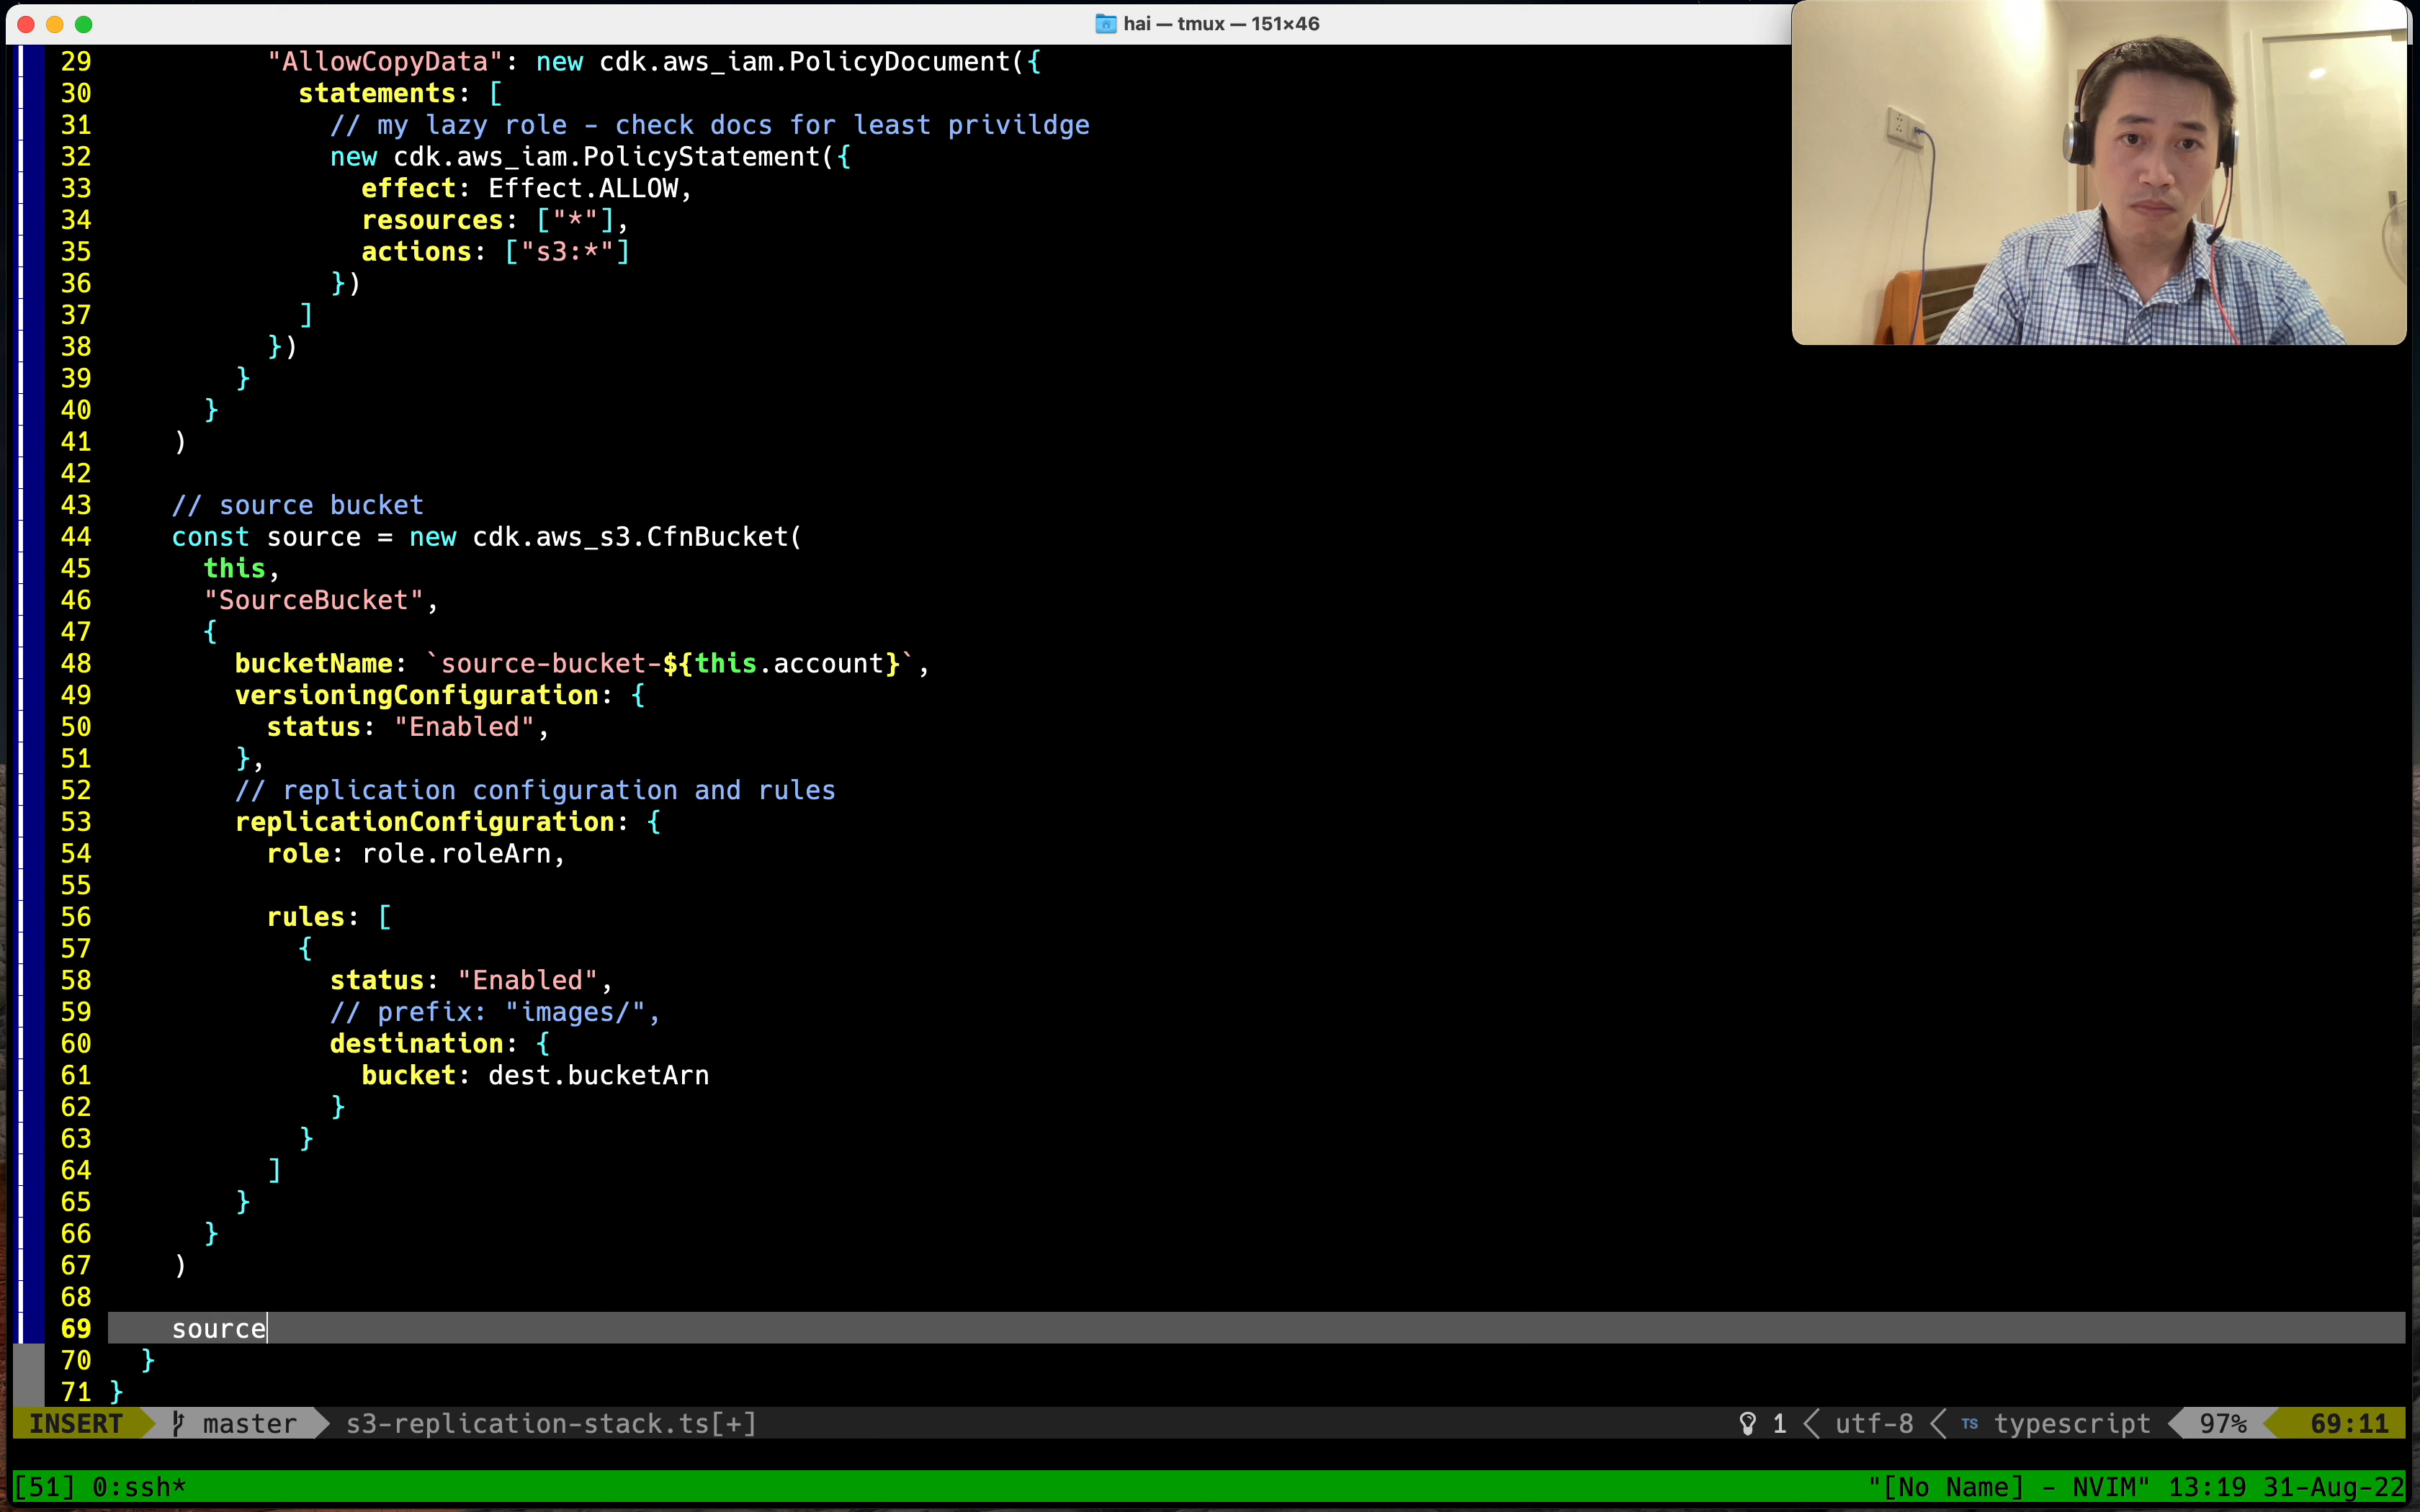 hai — tmux — 151×46
29 "AllowCopyData": new cdk.aws_iam.PolicyDocument({
30 statements: [
31 // my lazy role - check docs for least privildge
32 new cdk.aws_iam.PolicyStatement({
33 effect: Effect.ALLOW,
34 resources: ["*"],
35 actions: ["s3:*"]
36 })
37 ]
38 })
39 }
40 }
41 )
42
43 // source bucket
44 const source = new cdk.aws_s3.CfnBucket(
45 this,
46 "SourceBucket",
47 {
48 bucketName: `source-bucket-${this.account}`,
49 versioningConfiguration: {
50 status: "Enabled",
51 },
52 // replication configuration and rules
53 replicationConfiguration: {
54 role: role.roleArn,
55
56 rules: [
57 {
58 status: "Enabled",
59 // prefix: "images/",
60 destination: {
61 bucket: dest.bucketArn
62 }
63 }
64 ]
65 }
66 }
67 )
68
69 source
70 }
71 }
INSERT master s3-replication-stack.ts[+] 1 utf-8 TS typescript 97% 69:11
[51] 0:ssh* "[No Name] - NVIM" 13:19 31-Aug-22